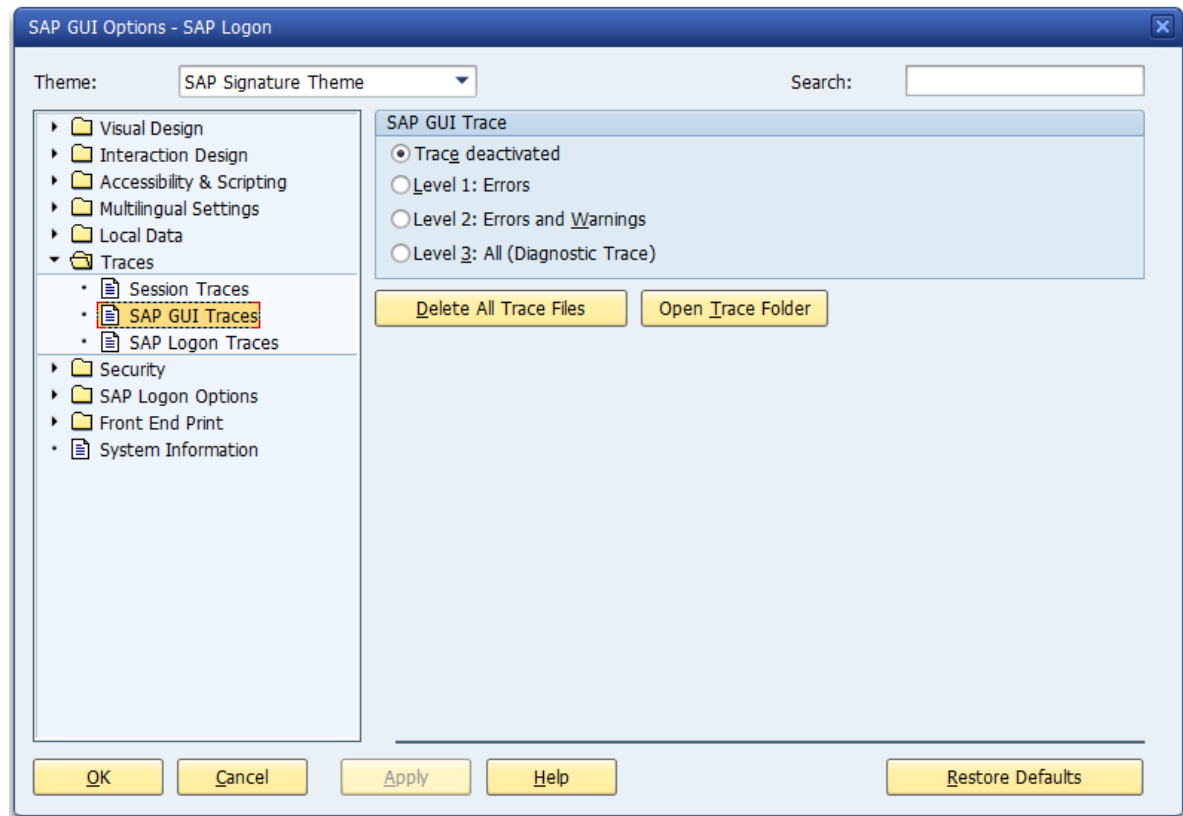 SAP GUI Options - SAP Logon
Theme: SAP Signature Theme Search:
Visual Design
Interaction Design
Accessibility & Scripting
Multilingual Settings
Local Data
Traces
Session Traces
SAP GUI Traces
SAP Logon Traces
Security
SAP Logon Options
Front End Print
System Information
SAP GUI Trace
Trace deactivated
Level 1: Errors
Level 2: Errors and Warnings
Level 3: All (Diagnostic Trace)
Delete All Trace Files Open Trace Folder
OK Cancel Apply Help Restore Defaults